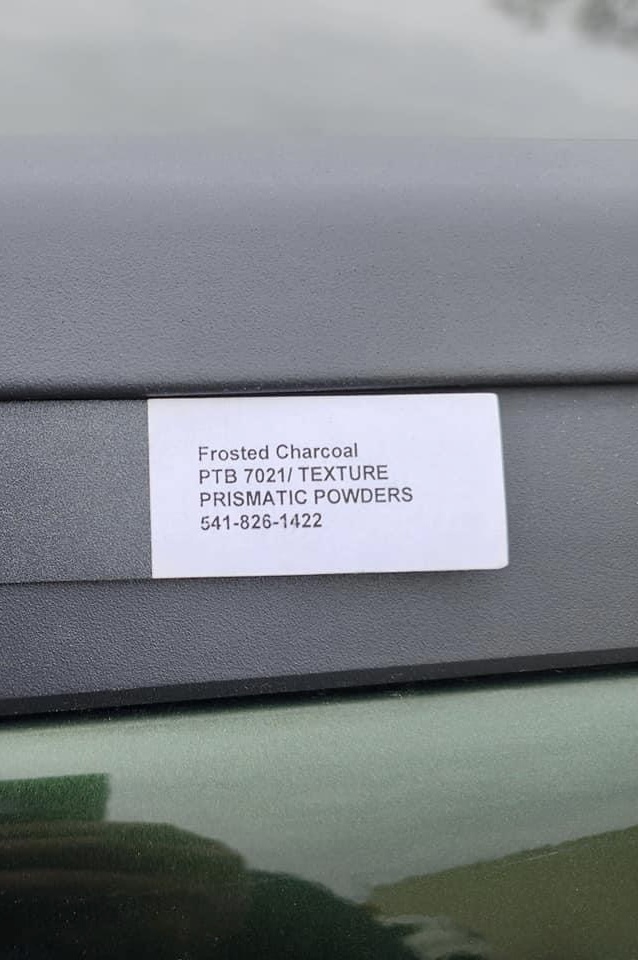 Frosted Charcoal
PTB 7021/ TEXTURE
PRISMATIC POWDERS
541-826-1422